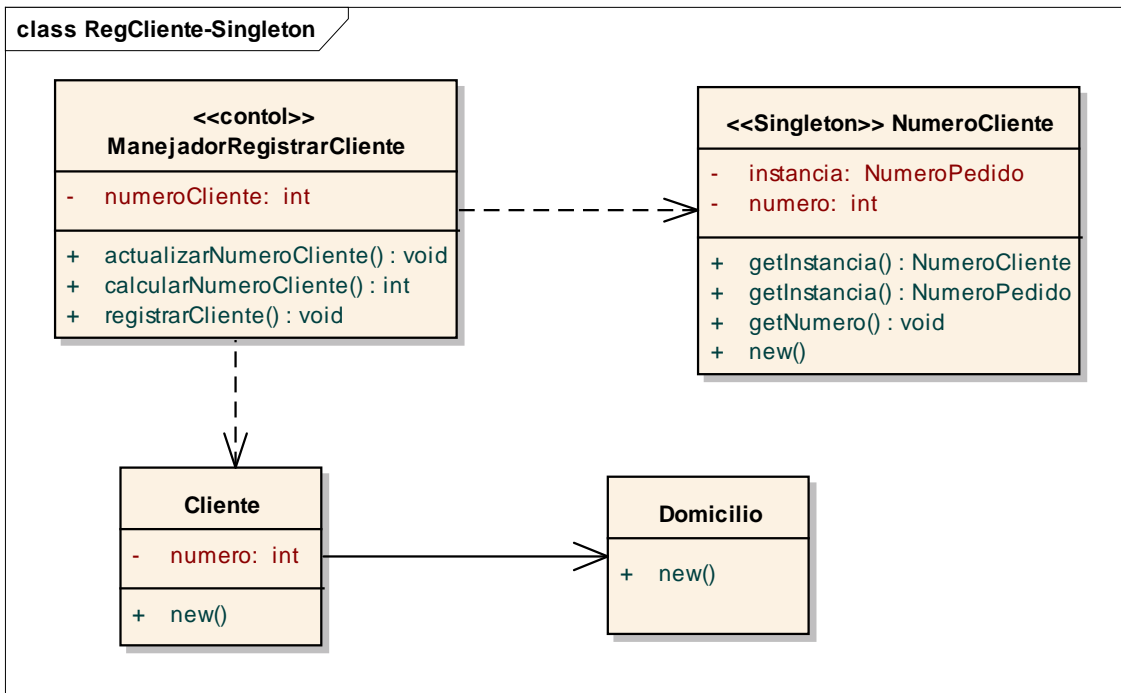 class RegCliente-Singleton
<<contol>>
ManejadorRegistrarCliente
- numeroCliente: int
+ actualizarNumeroCliente() : void
+ calcularNumeroCliente() : int
+ registrarCliente() : void
<<Singleton>> NumeroCliente
- instancia: NumeroPedido
- numero: int
+ getInstancia() : NumeroCliente
+ getInstancia() : NumeroPedido
+ getNumero() : void
+ new()
Cliente
- numero: int
+ new()
Domicilio
+ new()